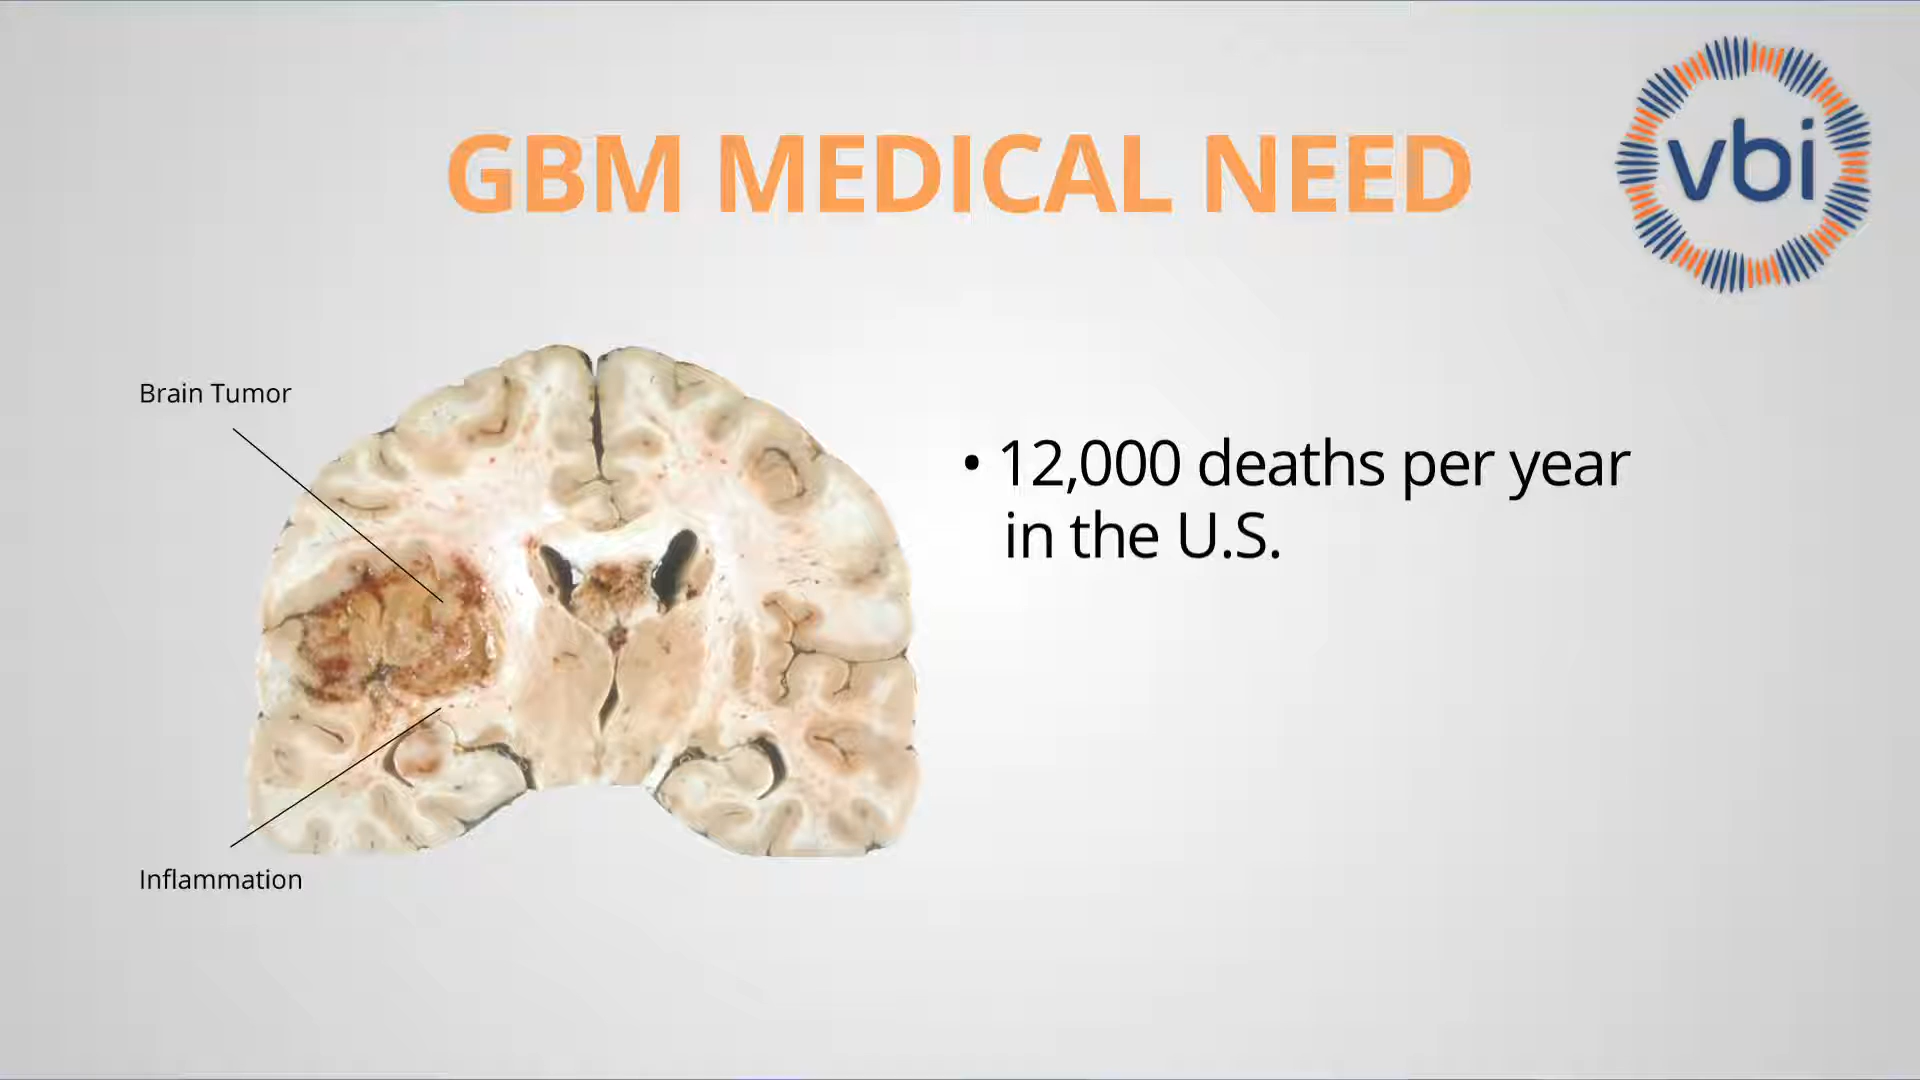 GBM MEDICAL NEED
vbi
Brain Tumor
• 12,000 deaths per year
in the U.S.
Inflammation